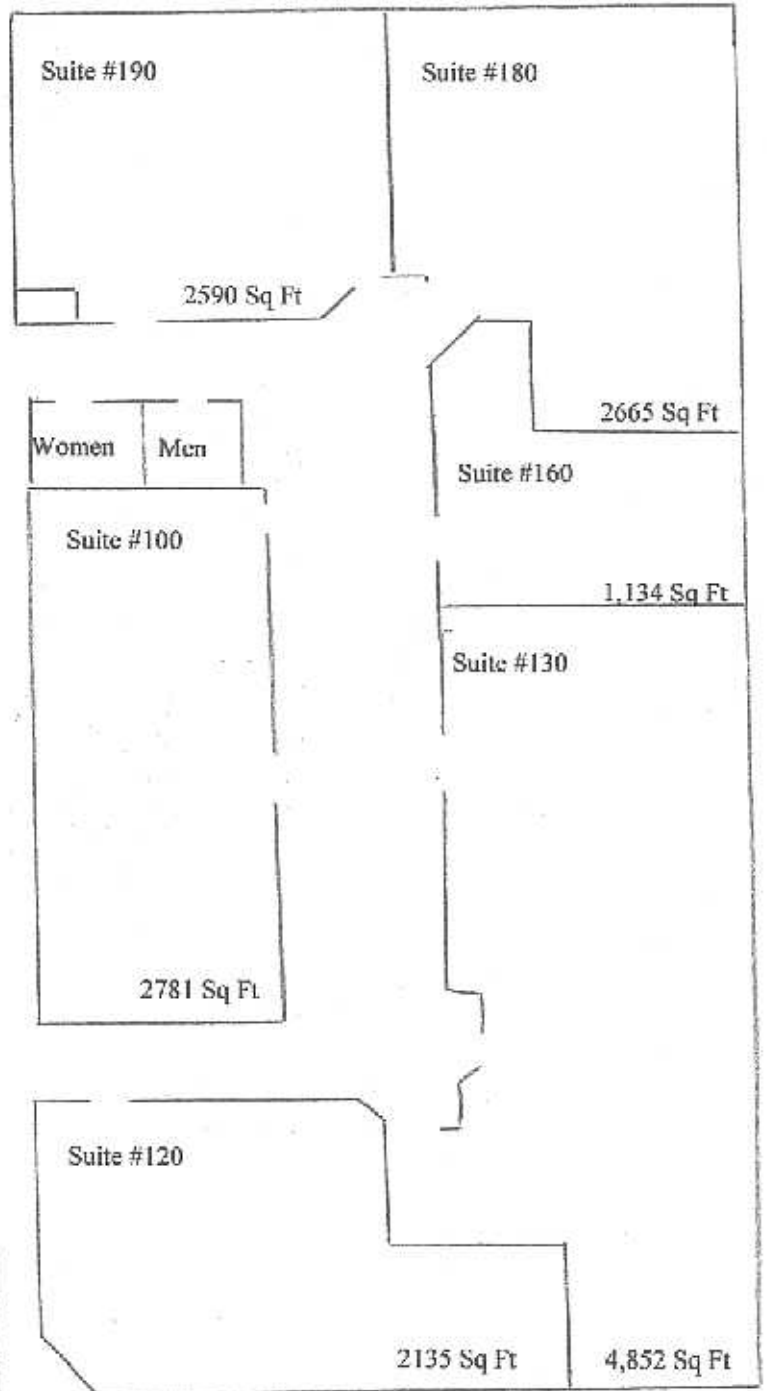 Suite #190
Suite #180
2590 Sq Ft
2665 Sq Ft
Women
Men
Suite #160
Suite #100
1,134 Sq Ft
Suite #130
2781 Sq Ft
Suite #120
2135 Sq Ft
4,852 Sq Ft